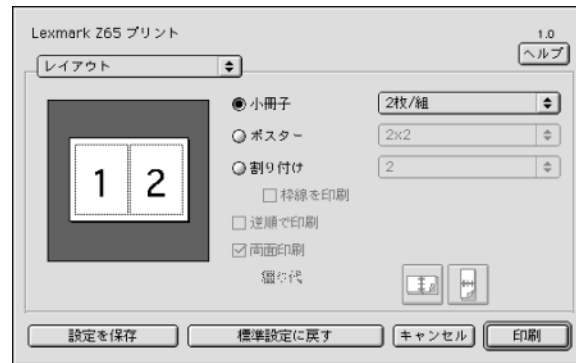 Lexmark Z65 プリント
1.0
ヘルプ
レイアウト
小冊子
2枚/組
ポスター
2x2
割り付け
2
枠線を印刷
逆順で印刷
両面印刷
1 2
設定を保存
標準設定に戻す
キャンセル
印刷